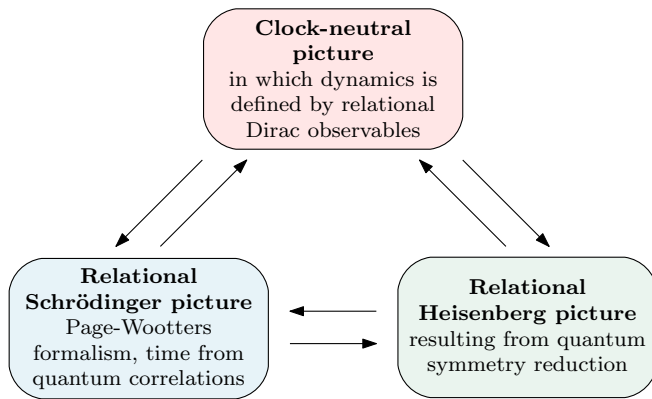 Clock-neutral
picture
in which dynamics is
defined by relational
Dirac observables
Relational
Schrödinger picture
Page-Wootters
formalism, time from
quantum correlations
Relational
Heisenberg picture
resulting from quantum
symmetry reduction